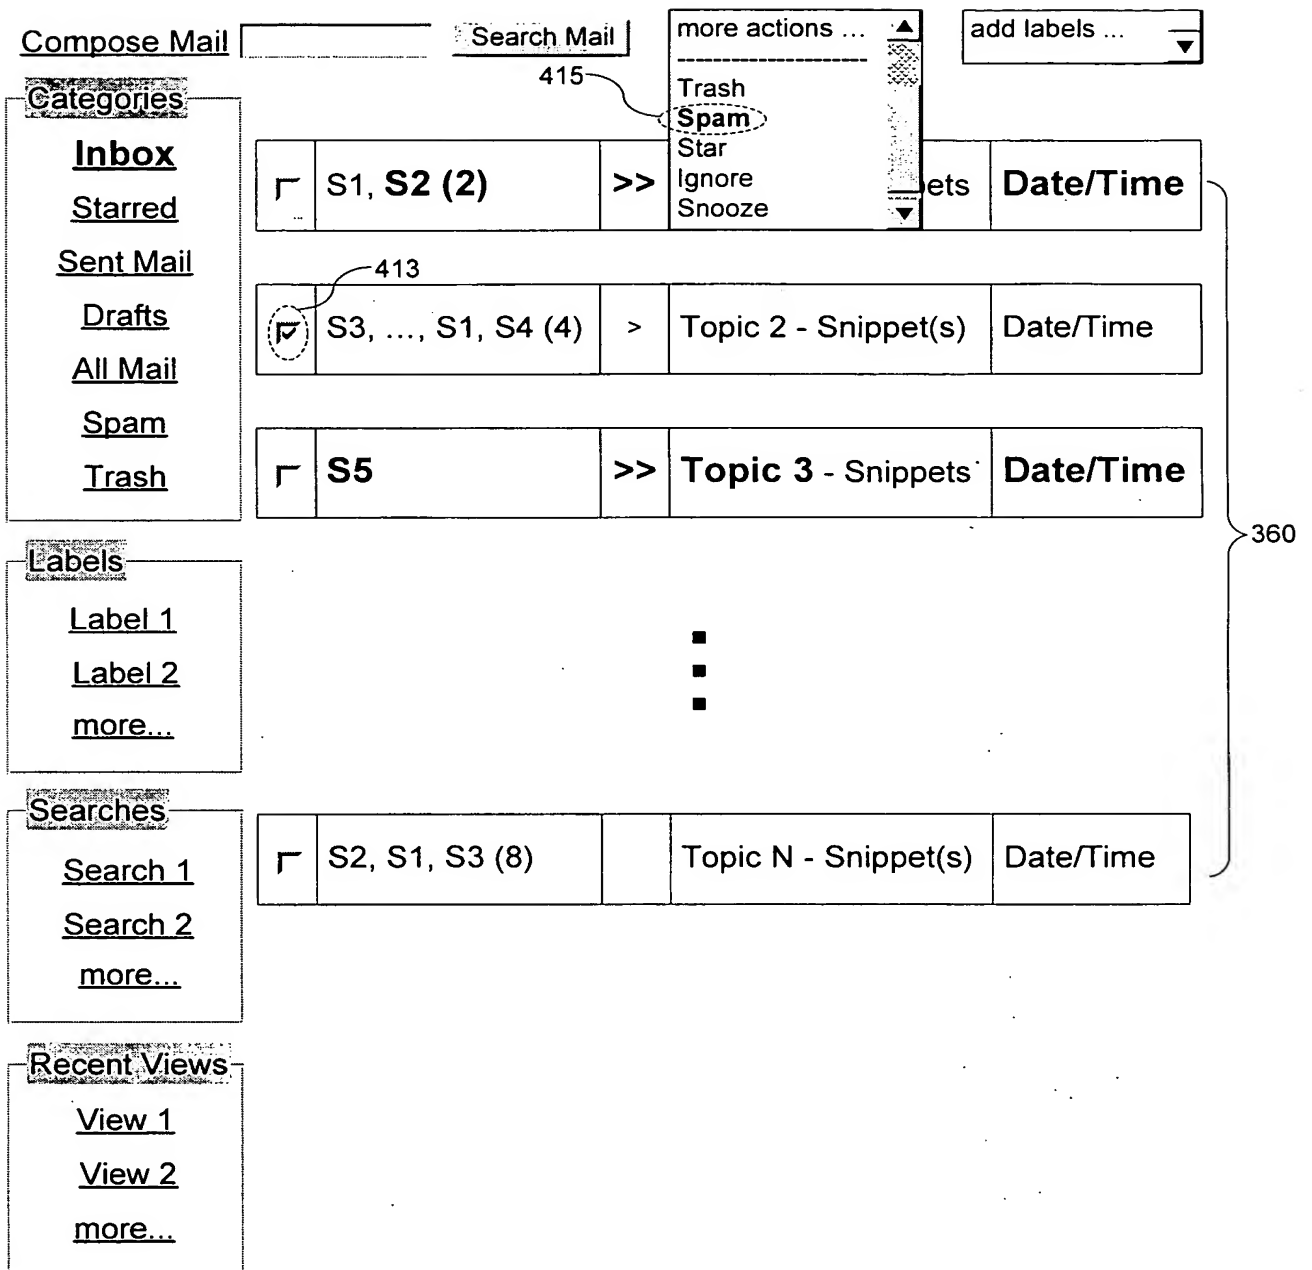 Compose Mail
Search Mail
more actions ...
add labels ...
415
Trash
Spam
Star
Ignore
Snooze
Categories
Inbox
Starred
Sent Mail
Drafts
All Mail
Spam
Trash
S1, S2 (2) >> pets Date/Time
413
S3, ..., S1, S4 (4) > Topic 2 - Snippet(s) Date/Time
S5 >> Topic 3 - Snippets Date/Time
360
Labels
Label 1
Label 2
more...
Searches
Search 1
Search 2
more...
S2, S1, S3 (8) Topic N - Snippet(s) Date/Time
Recent Views
View 1
View 2
more...